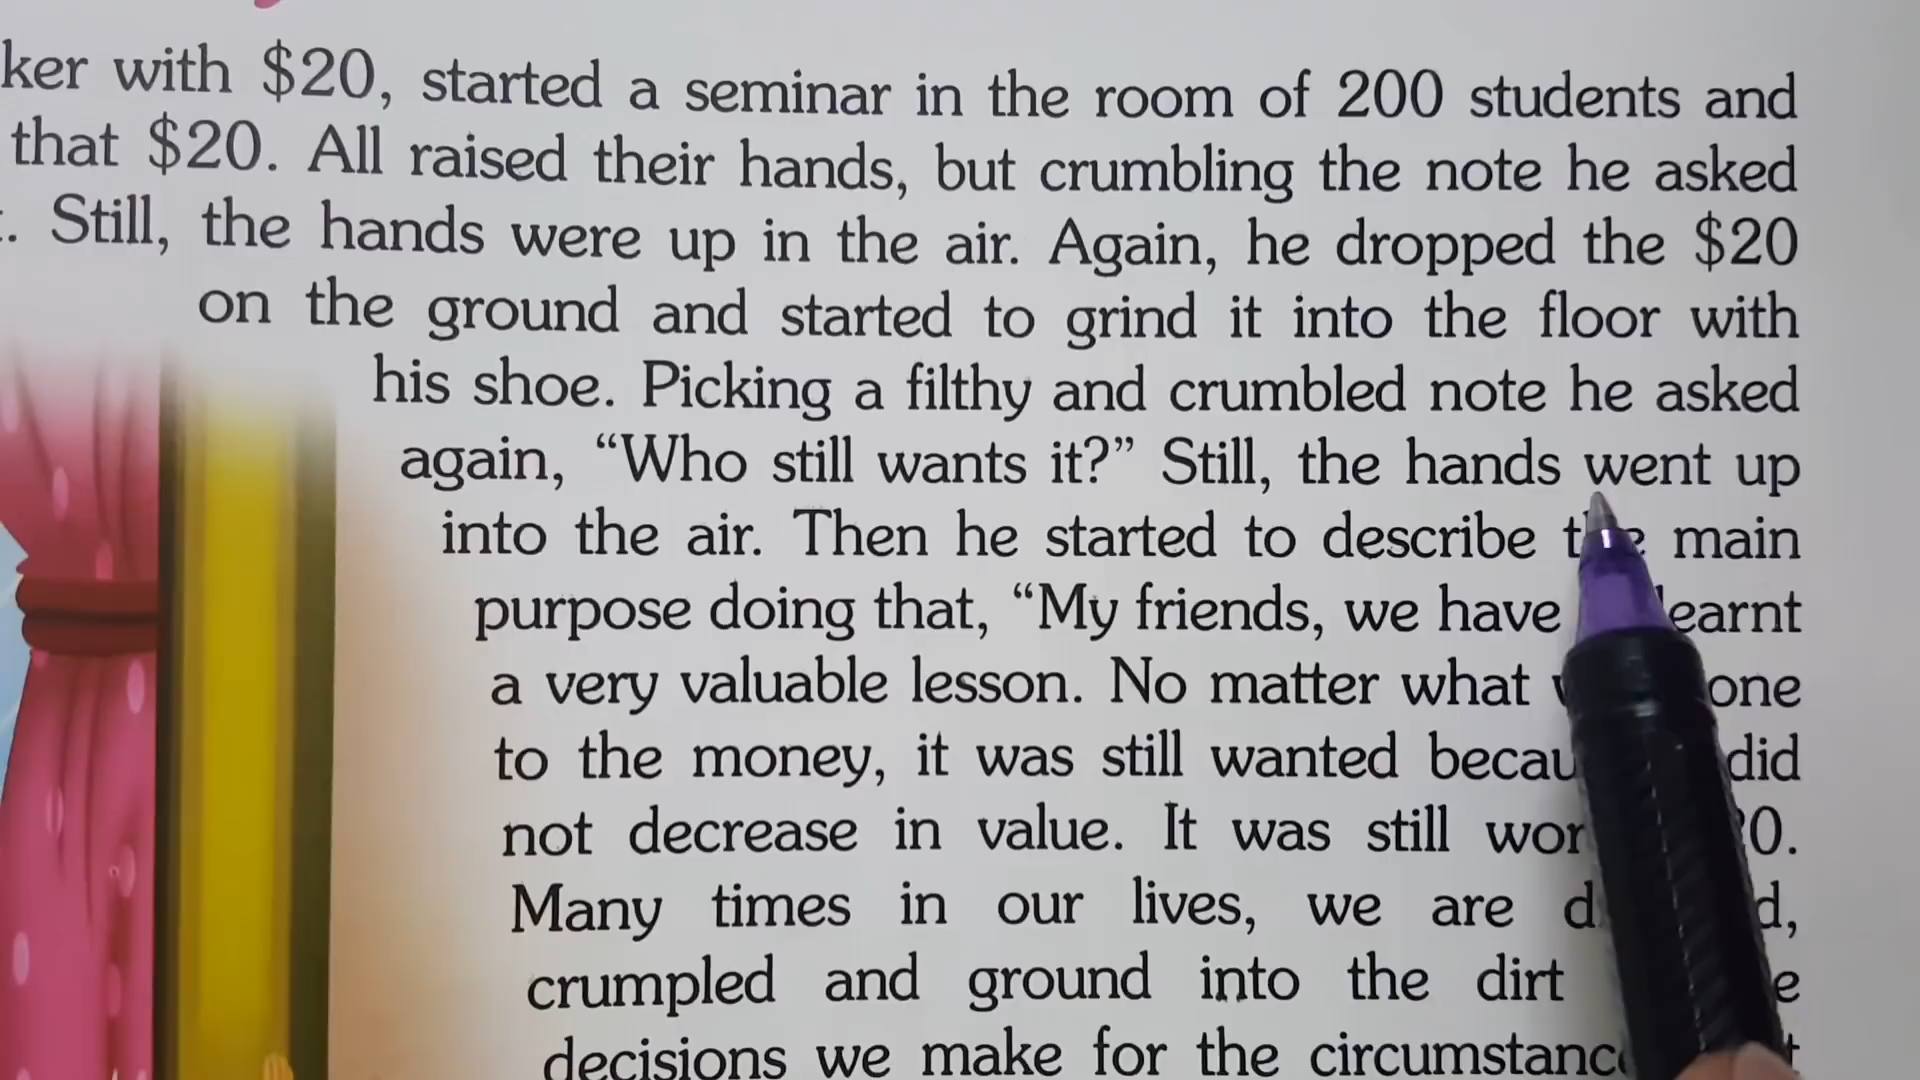 with $20, started a seminar in the room of 200 students and
that $20. All raised their hands, but crumbling the note he asked
Still, the hands were up in the air. Again, he dropped the $20
on the ground and started to grind it into the floor with
his shoe. Picking a filthy and crumbled note he asked
again, “Who still wants it?” Still, the hands went up
into the air. Then he started to describe the main
purpose doing that, “My friends, we have learnt
a very valuable lesson. No matter what
to the money, it was still wanted did
not decrease in value. It was still
Many times in our lives, we are
crumpled and ground into the dirt
decisions we make for the